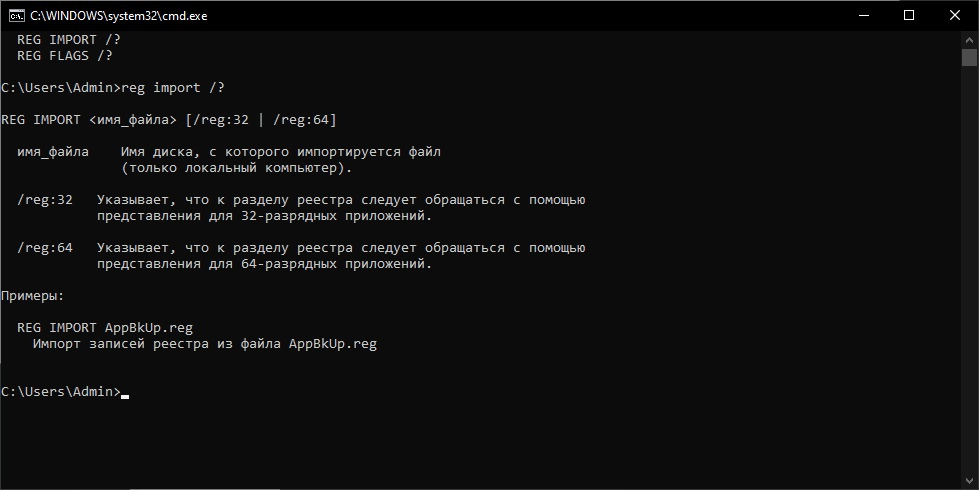 C:\WINDOWS\system32\cmd.exe
REG IMPORT /?
REG FLAGS /?
C:\Users\Admin>reg import /?
REG IMPORT <имя_файла> [/reg:32 | /reg:64]
имя_файла    Имя диска, с которого импортируется файл
(только локальный компьютер).
/reg:32   Указывает, что к разделу реестра следует обращаться с помощью
представления для 32-разрядных приложений.
/reg:64   Указывает, что к разделу реестра следует обращаться с помощью
представления для 64-разрядных приложений.
Примеры:
REG IMPORT AppBkUp.reg
Импорт записей реестра из файла AppBkUp.reg
C:\Users\Admin>